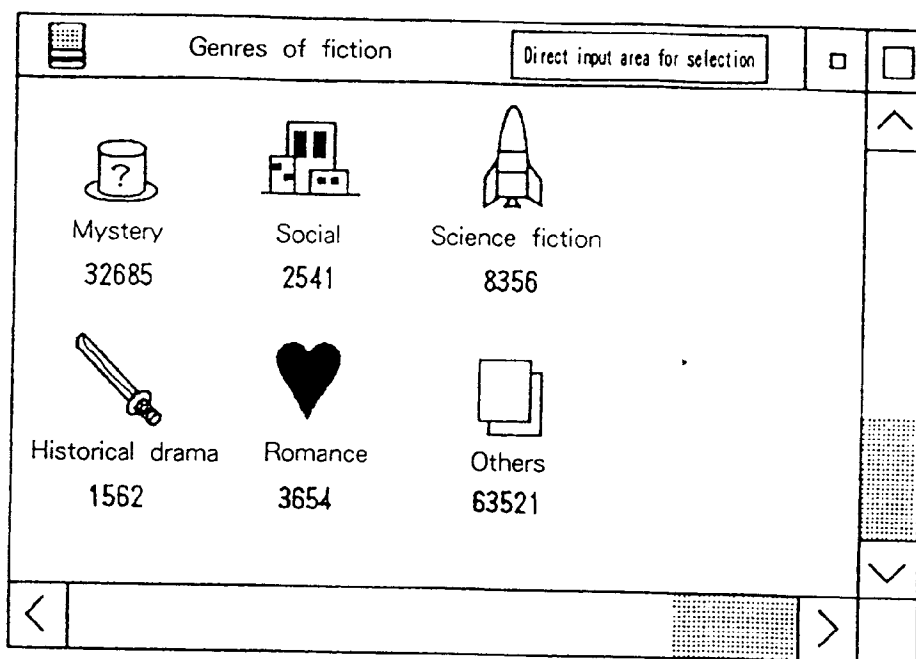 Genres of fiction
Direct input area for selection
?
Mystery Social Science fiction
32685 2541 8356
Historical drama Romance Others
1562 3654 63521